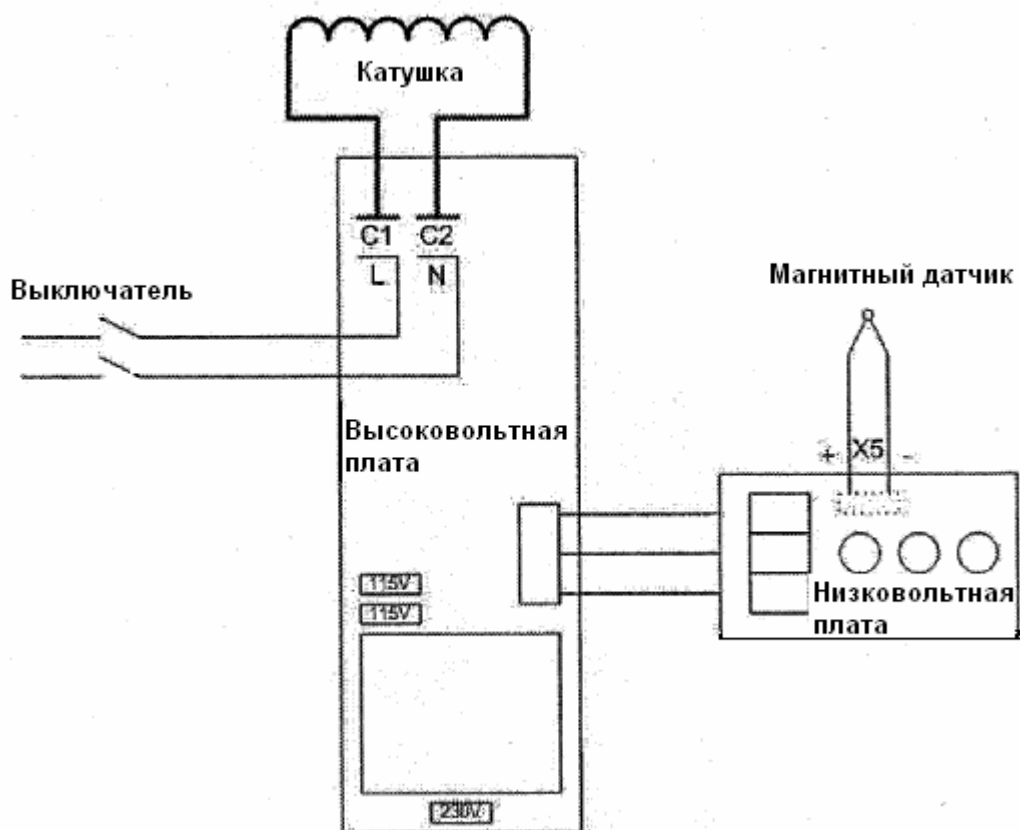 Катушка
C1 C2
L N
Выключатель
Магнитный датчик
Высоковольтная
плата
+ X5 -
115V
115V
Низковольтная
плата
230V